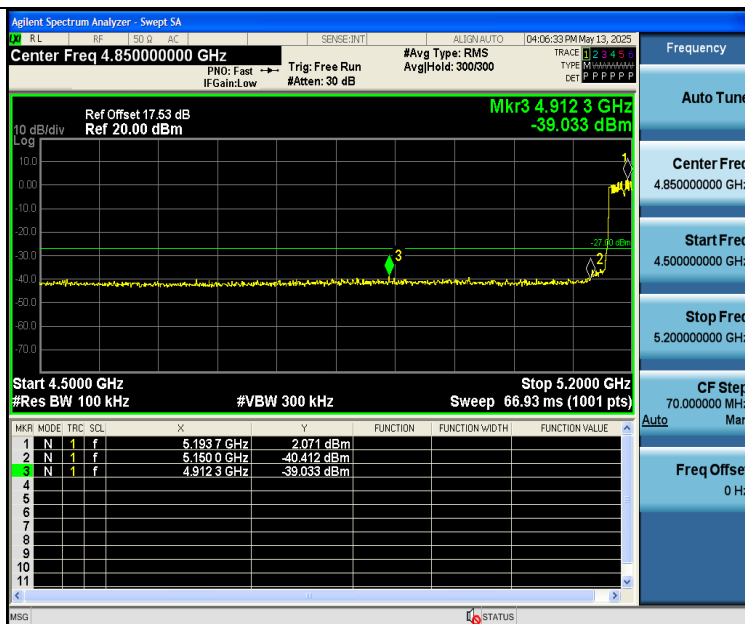 Agilent Spectrum Analyzer - Swept SA
LXI RL RF 50 Ω AC SENSE:INT ALIGN AUTO 04:06:33 PM May 13, 2025
Center Freq 4.850000000 GHz
#Avg Type: RMS
TRACE 1 2 3 4 5 6
PNO: Fast Trig: Free Run Avg|Hold: 300/300
TYPE M W W W W W
IFGain:Low #Atten: 30 dB
DET P P P P P P
Mkr3 4.912 3 GHz
-39.033 dBm
Ref Offset 17.53 dB
10 dB/div Ref 20.00 dBm
Log
10.0
0.00
-10.0
-20.0
-30.0
-40.0
-50.0
-60.0
-70.0
1
-27.00 dBm
2
3
Start 4.5000 GHz Stop 5.2000 GHz
#Res BW 100 kHz #VBW 300 kHz Sweep 66.93 ms (1001 pts)
MKR MODE TRC SCL X Y FUNCTION FUNCTION WIDTH FUNCTION VALUE
1 N 1 f 5.193 7 GHz 2.071 dBm
2 N 1 f 5.150 0 GHz -40.412 dBm
3 N 1 f 4.912 3 GHz -39.033 dBm
4
5
6
7
8
9
10
11
MSG STATUS
Frequency
Auto Tune
Center Freq
4.850000000 GHz
Start Freq
4.500000000 GHz
Stop Freq
5.200000000 GHz
CF Step
70.000000 MHz
Auto Man
Freq Offset
0 Hz